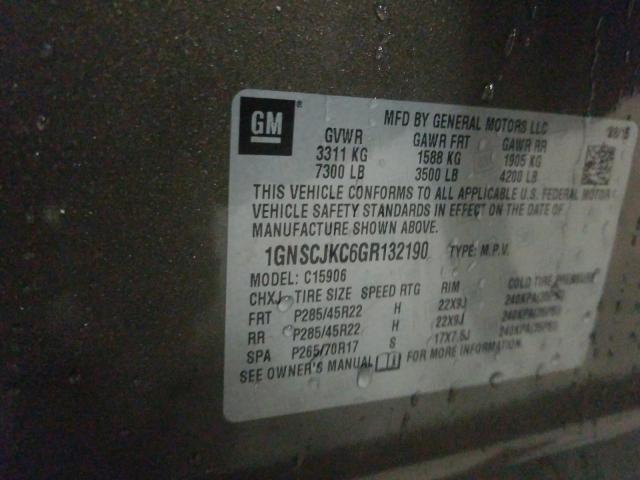 GM
MFD BY GENERAL MOTORS LLC
GVWR GAWR FRT GAWR RR
3311 KG 1588 KG 1905 KG
7300 LB 3500 LB 4200 LB
THIS VEHICLE CONFORMS TO ALL APPLICABLE U.S. FEDERAL MOTOR
VEHICLE SAFETY STANDARDS IN EFFECT ON THE DATE OF
MANUFACTURE SHOWN ABOVE.
1GNSCJKC6GR132190 TYPE: M.P.V.
MODEL: C15906
CHXJ TIRE SIZE SPEED RTG RIM COLD TIRE PRESSURE
FRT P285/45R22 H 22X9J
RR P285/45R22 H 22X9J
SPA P265/70R17 S 17X7.5J
SEE OWNER'S MANUAL FOR MORE INFORMATION.